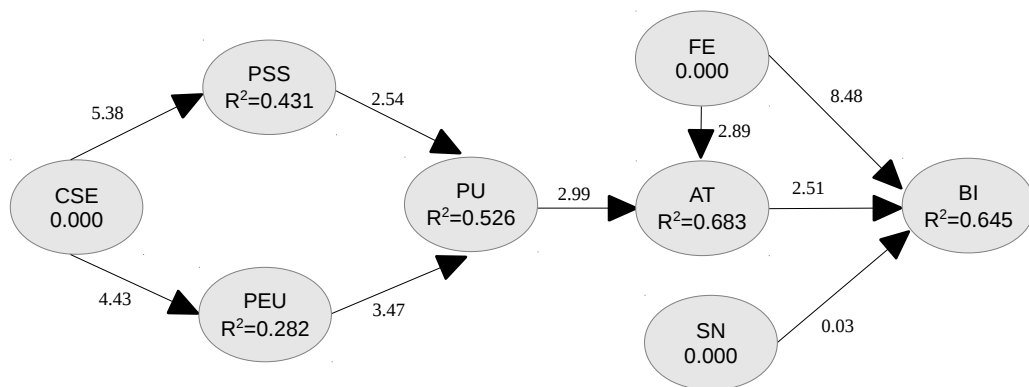 FE
0.000
PSS
R²=0.431
5.38
2.54
8.48
2.89
CSE
0.000
PU
R²=0.526
2.99
AT
R²=0.683
2.51
BI
R²=0.645
4.43
PEU
R²=0.282
3.47
SN
0.000
0.03